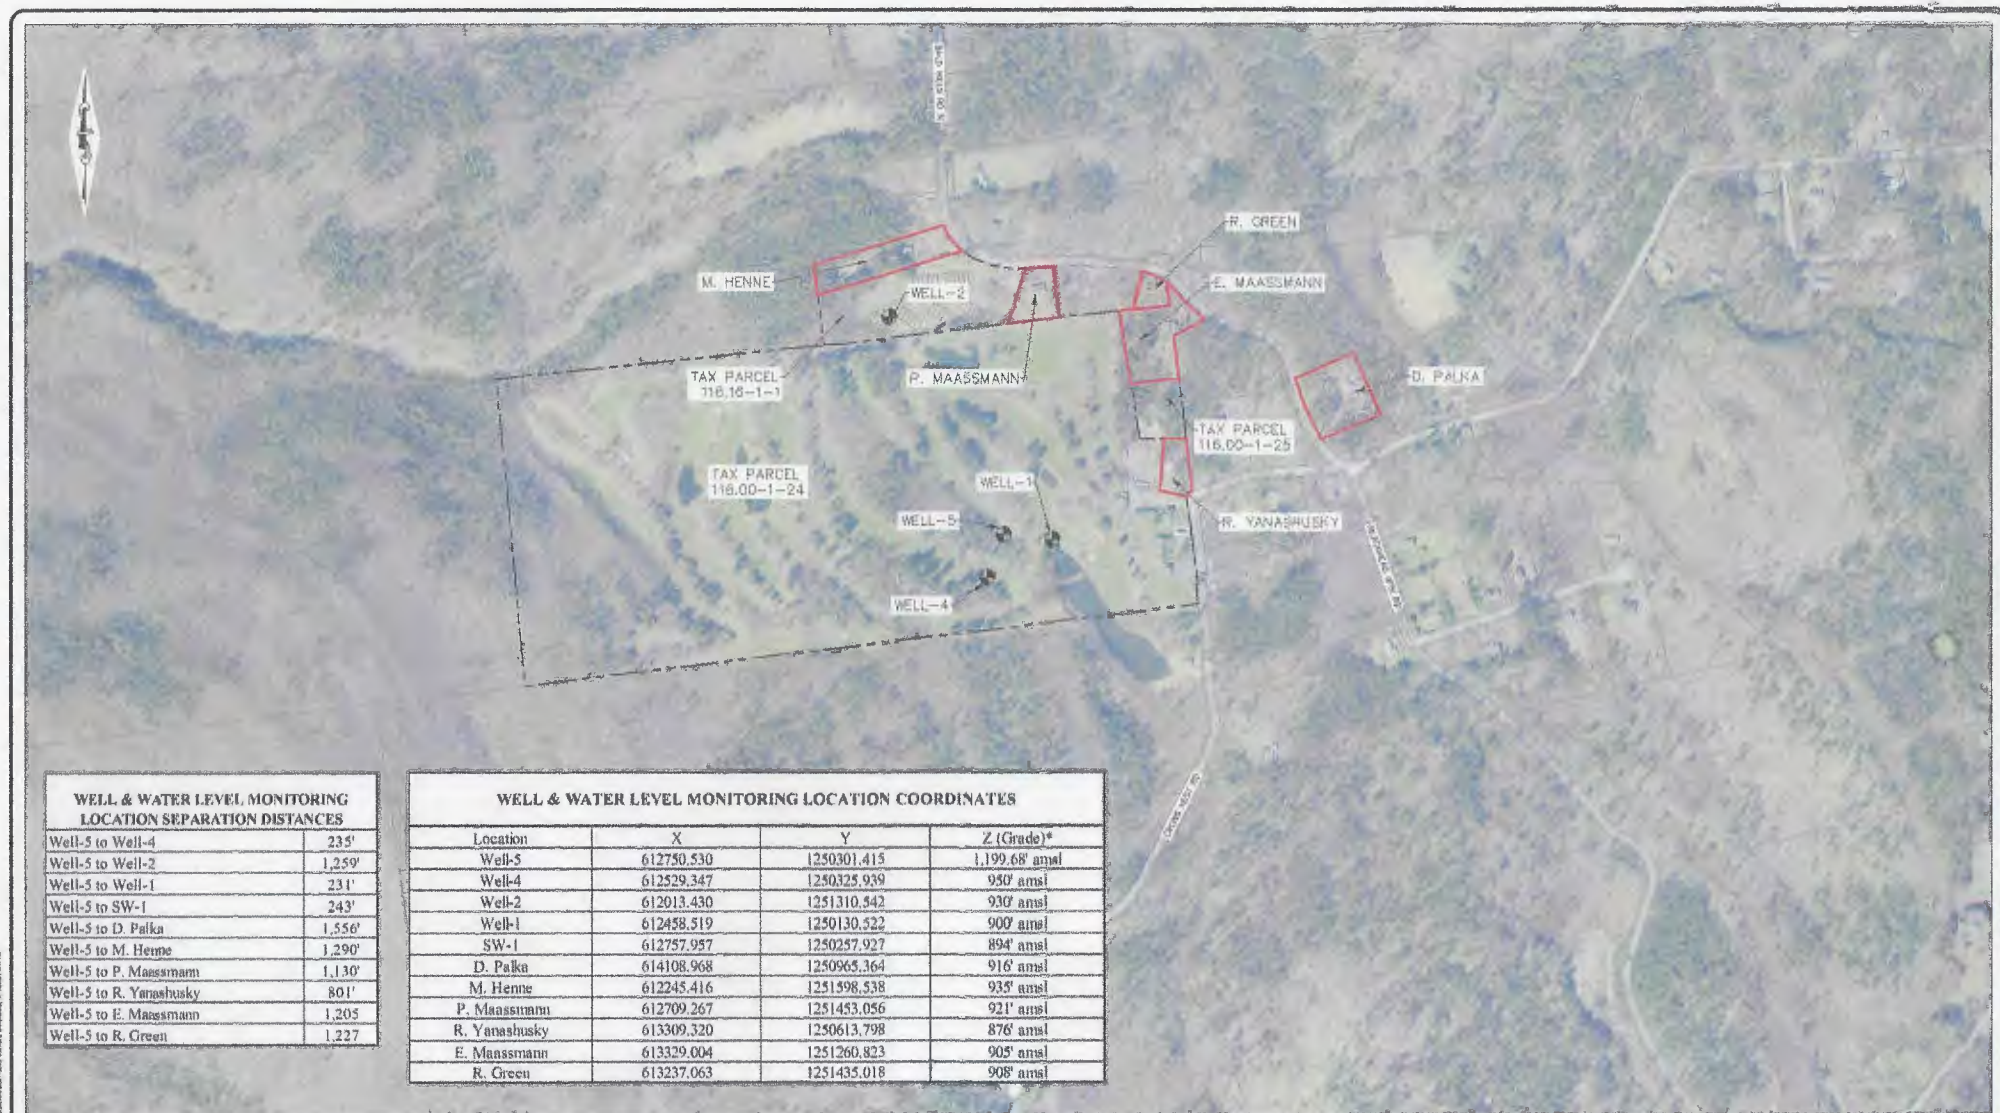 R. GREEN
M. HENNE
WELL-2
E. MAASSMANN
TAX PARCEL
116.16-1-1
P. MAASSMANN
D. PALKA
TAX PARCEL
116.00-1-25
TAX PARCEL
116.00-1-24
WELL-1
WELL-5
R. YANASHUSKY
WELL-4
WELL & WATER LEVEL MONITORING
LOCATION SEPARATION DISTANCES
Well-5 to Well-4 235'
Well-5 to Well-2 1,259'
Well-5 to Well-1 231'
Well-5 to SW-1 243'
Well-5 to D. Palka 1,556'
Well-5 to M. Henne 1,290'
Well-5 to P. Maassmann 1,130'
Well-5 to R. Yanashusky 801'
Well-5 to E. Maassmann 1,205
Well-5 to R. Green 1,227
WELL & WATER LEVEL MONITORING LOCATION COORDINATES
Location X Y Z (Grade)*
Well-5 612750.530 1250301.415 1,199.68' amsl
Well-4 612529.347 1250325.939 950' amsl
Well-2 612013.430 1251310.542 930' amsl
Well-1 612458.519 1250130.522 900' amsl
SW-1 612757.957 1250257.927 894' amsl
D. Palka 614108.968 1250965.364 916' amsl
M. Henne 612245.416 1251598.538 935' amsl
P. Maassmann 612709.267 1251453.056 921' amsl
R. Yanashusky 613309.320 1250613.798 876' amsl
E. Maassmann 613329.004 1251260.823 905' amsl
R. Green 613237.063 1251435.018 908' amsl